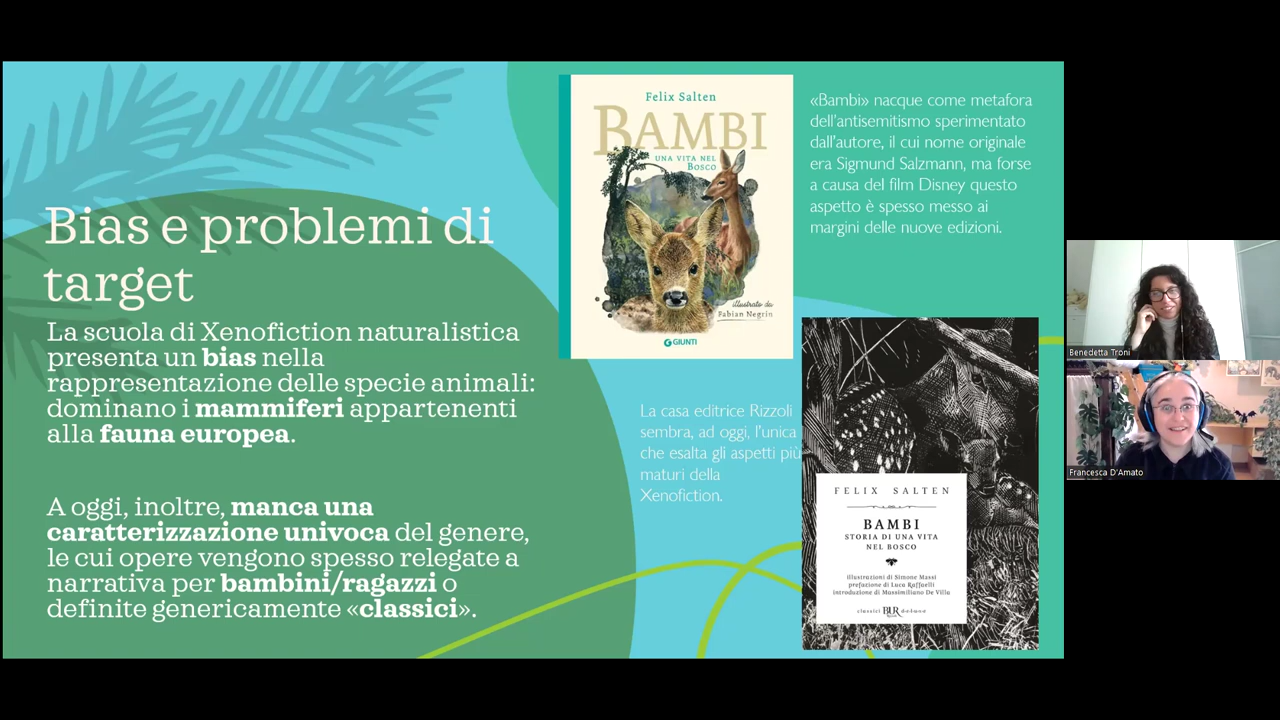 Bias e problemi di
target
La scuola di Xenofiction naturalistica
presenta un bias nella
rappresentazione delle specie animali:
dominano i mammiferi appartenenti
alla fauna europea.
A oggi, inoltre, manca una
caratterizzazione univoca del genere,
le cui opere vengono spesso relegate a
narrativa per bambini/ragazzi o
definite genericamente «classici».
Felix Salten
BAMBI
UNA VITA NEL
BOSCO
illustrato da
Fabian Negrin
GIUNTI
«Bambi» nacque come metafora
dell'antisemitismo sperimentato
dall'autore, il cui nome originale
era Sigmund Salzmann, ma forse
a causa del film Disney questo
aspetto è spesso messo ai
margini delle nuove edizioni.
La casa editrice Rizzoli
sembra, ad oggi, l'unica
che esalta gli aspetti più
maturi della
Xenofiction.
FELIX SALTEN
BAMBI
STORIA DI UNA VITA
NEL BOSCO
illustrazioni di Simone Massi
prefazione di Luca Raffaelli
introduzione di Massimiliano De Villa
classici BUR deluxe
Benedetta Troni
Francesca D'Amato